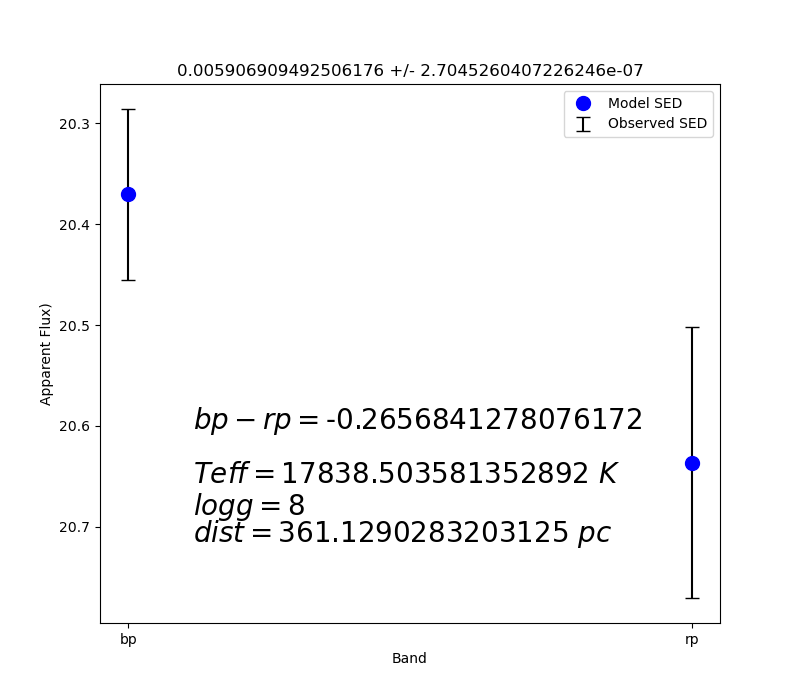 0.005906909492506176 +/- 2.7045260407226246e-07
Model SED
Observed SED
20.3
20.4
20.5
20.6
20.7
Apparent Flux)
bp − rp = -0.2656841278076172
Teff = 17838.503581352892 K
logg = 8
dist = 361.1290283203125 pc
bp
rp
Band